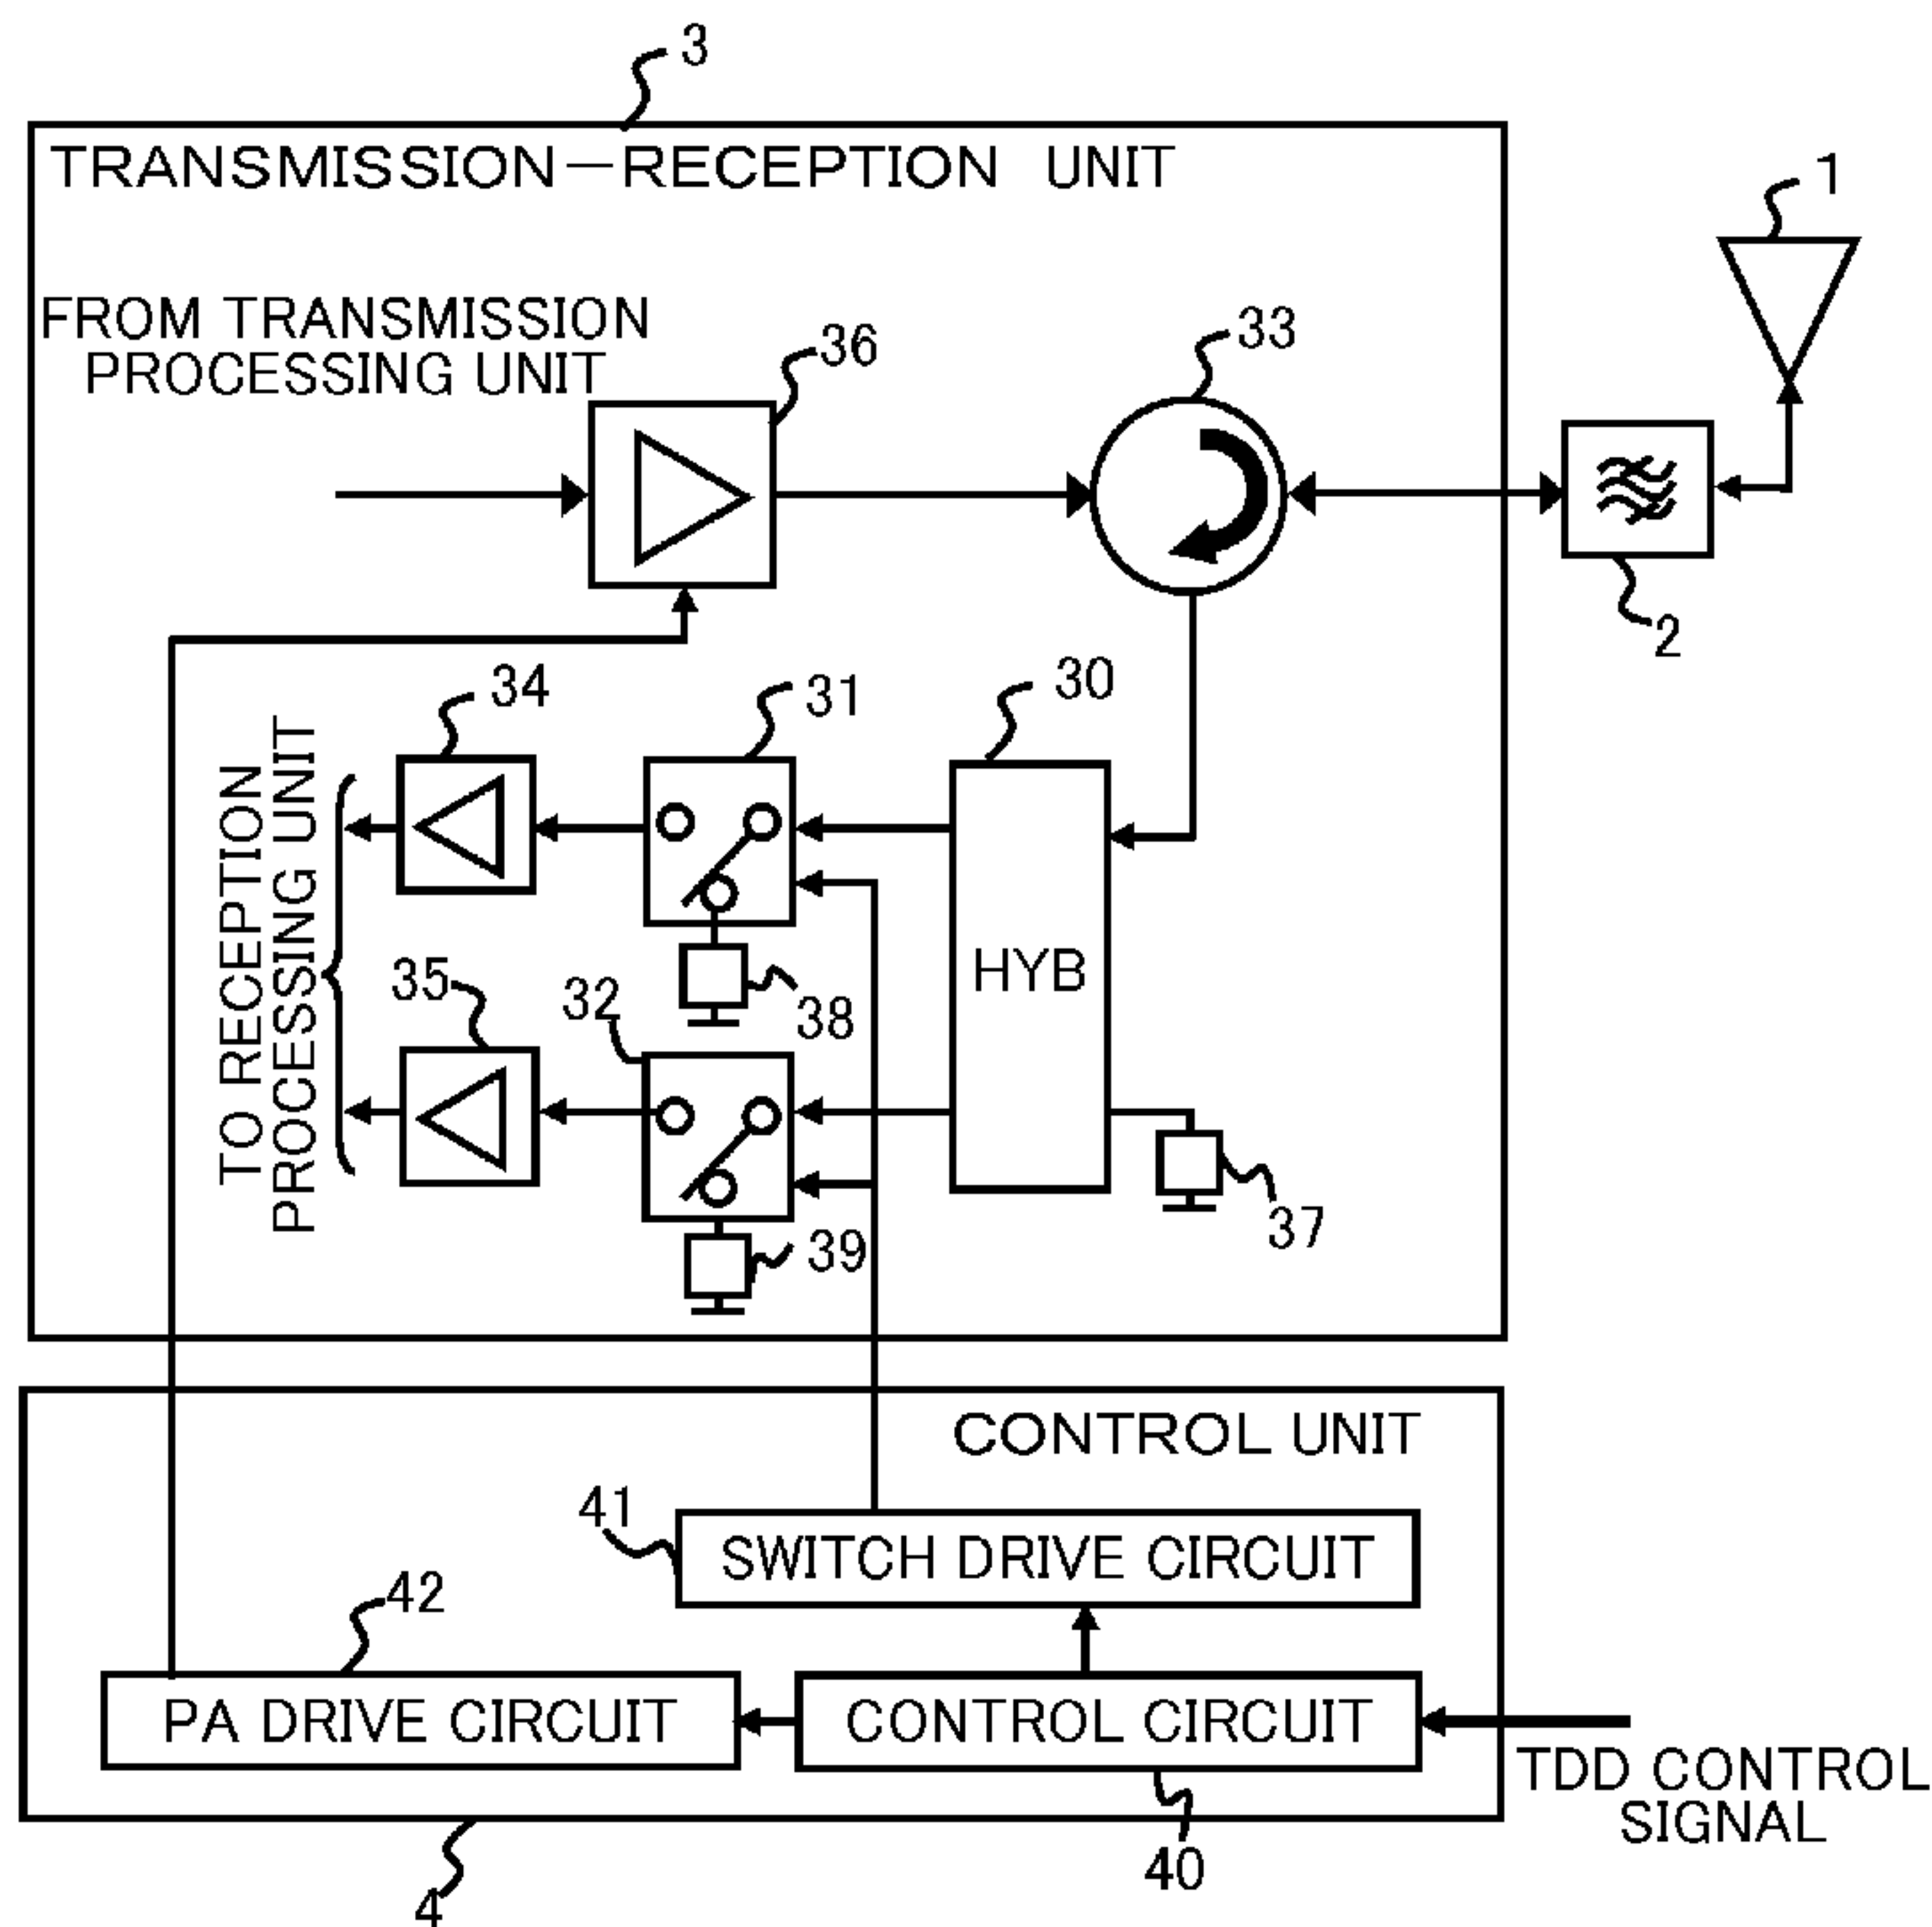 3
TRANSMISSION-RECEPTION UNIT
1
FROM TRANSMISSION
PROCESSING UNIT
36
33
2
34
31
30
TO RECEPTION
PROCESSING UNIT
HYB
35
32
38
37
39
CONTROL UNIT
41
SWITCH DRIVE CIRCUIT
42
PA DRIVE CIRCUIT
CONTROL CIRCUIT
TDD CONTROL
SIGNAL
40
4